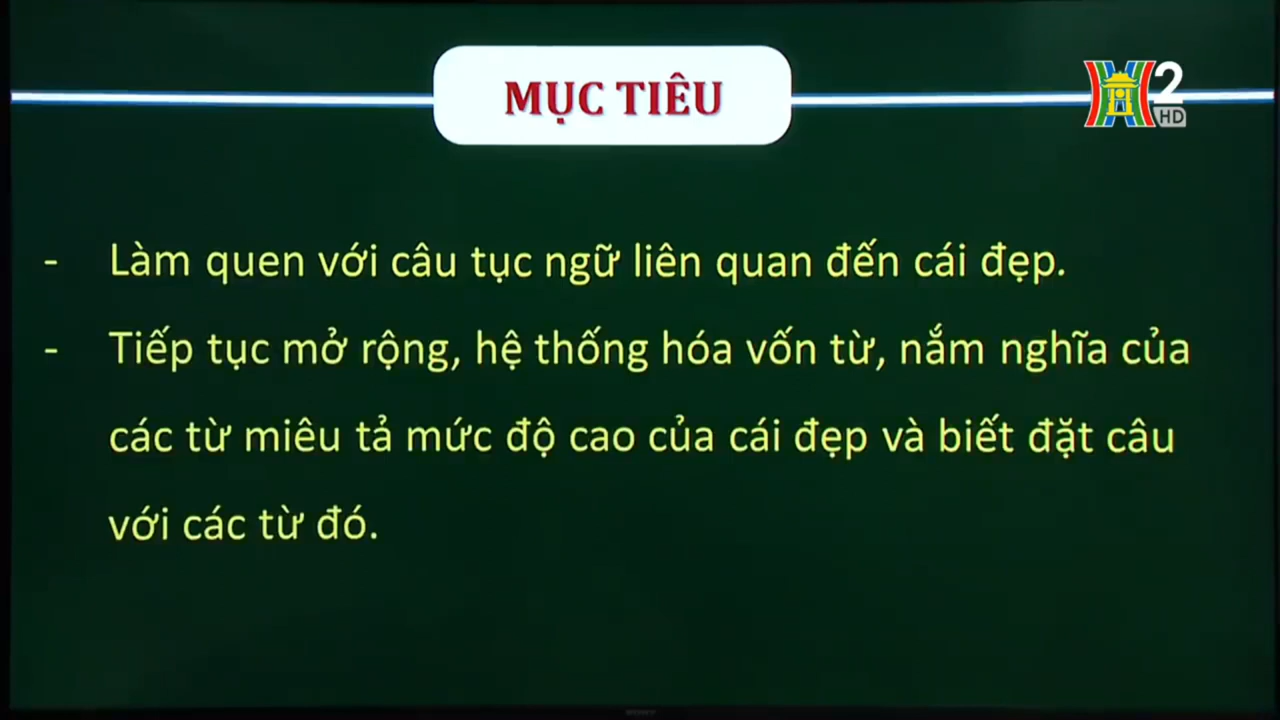 MỤC TIÊU
2
HD
- Làm quen với câu tục ngữ liên quan đến cái đẹp.
- Tiếp tục mở rộng, hệ thống hóa vốn từ, nắm nghĩa của
các từ miêu tả mức độ cao của cái đẹp và biết đặt câu
với các từ đó.